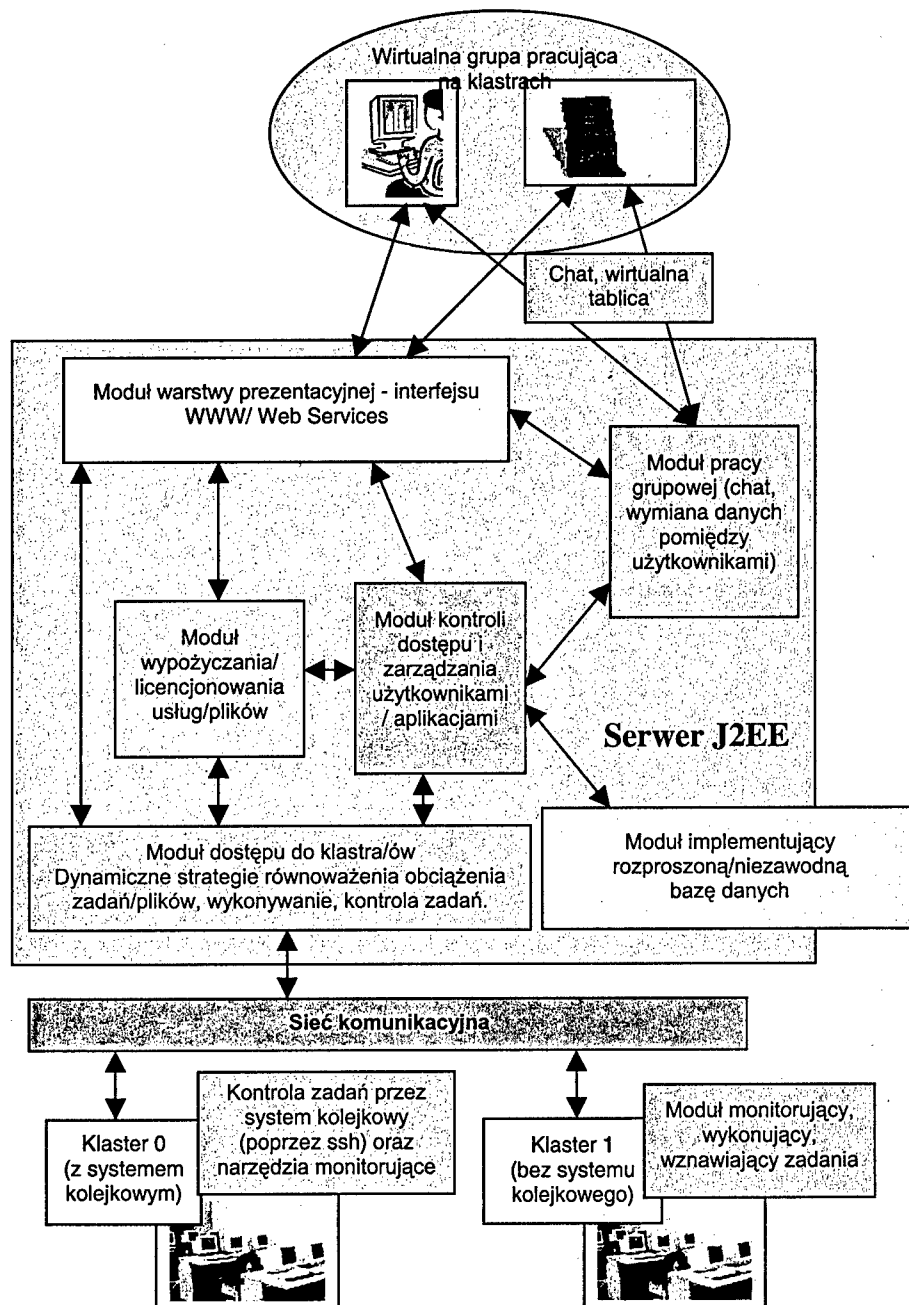 Wirtualna grupa pracująca
na klastrach
Chat, wirtualna
tablica
Moduł warstwy prezentacyjnej - interfejsu
WWW/ Web Services
Moduł pracy
grupowej (chat,
wymiana danych
pomiędzy
użytkownikami)
Moduł
wypożyczania/
licencjonowania
usług/plików
Moduł kontroli
dostępu i
zarządzania
użytkownikami
/ aplikacjami
Serwer J2EE
Moduł dostępu do klastra/ów
Dynamiczne strategie równoważenia obciążenia
zadań/plików, wykonywanie, kontrola zadań.
Moduł implementujący
rozproszoną/niezawodną
bazę danych
Sieć komunikacyjna
Klaster 0
(z systemem
kolejkowym)
Kontrola zadań przez
system kolejkowy
(poprzez ssh) oraz
narzędzia monitorujące
Klaster 1
(bez systemu
kolejkowego)
Moduł monitorujący,
wykonujący,
wznawiający zadania